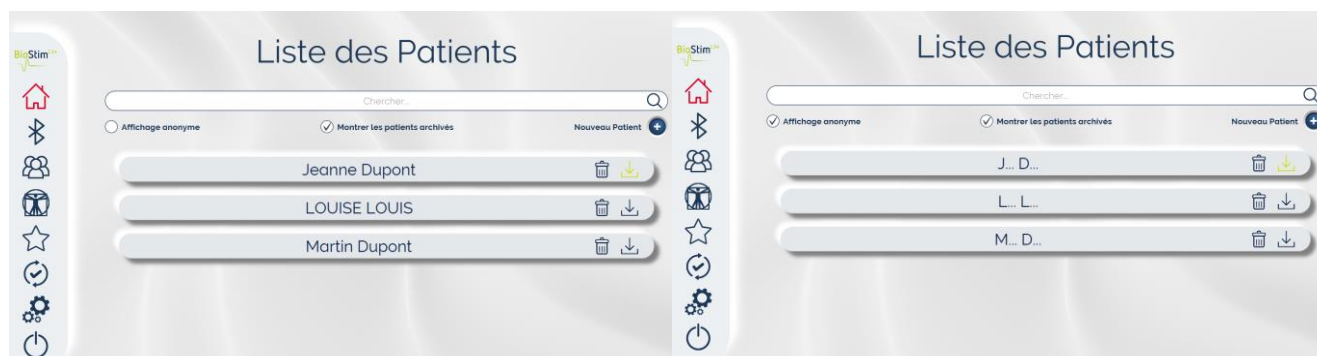 BioStim
Liste des Patients
Chercher...
Affichage anonyme
Montrer les patients archivés
Nouveau Patient
Jeanne Dupont
LOUISE LOUIS
Martin Dupont
BioStim
Liste des Patients
Chercher...
Affichage anonyme
Montrer les patients archivés
Nouveau Patient
J... D...
L... L...
M... D...